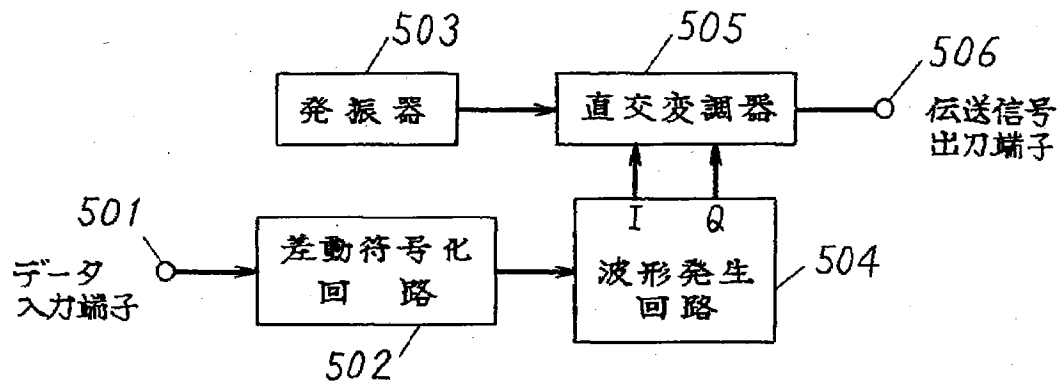 503
505
506
発振器
直交変調器
伝送信号
出力端子
I
Q
501
差動符号化
回路
波形発生
回路
504
データ
入力端子
502